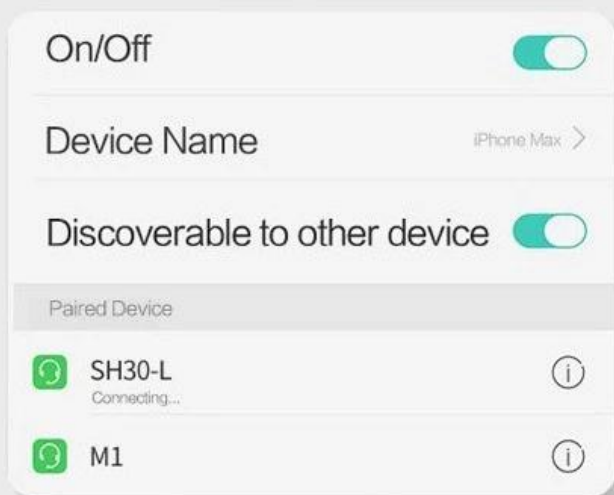 On/Off
Device Name
iPhone Max
Discoverable to other device
Paired Device
SH30-L
Connecting...
M1